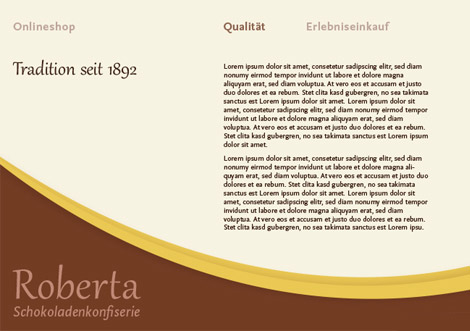 Onlineshop
Qualität
Erlebniseinkauf
Tradition seit 1892
Lorem ipsum dolor sit amet, consetetur sadipscing elitr, sed diam
nonumy eirmod tempor invidunt ut labore et dolore magna
aliquyam erat, sed diam voluptua. At vero eos et accusam et justo
duo dolores et ea rebum. Stet clita kasd gubergren, no sea takimata
sanctus est Lorem ipsum dolor sit amet. Lorem ipsum dolor sit
amet, consetetur sadipscing elitr, sed diam nonumy eirmod tempor
invidunt ut labore et dolore magna aliquyam erat, sed diam
voluptua. At vero eos et accusam et justo duo dolores et ea rebum.
Stet clita kasd gubergren, no sea takimata sanctus est Lorem ipsum
dolor sit amet.
Lorem ipsum dolor sit amet, consetetur sadipscing elitr, sed diam
nonumy eirmod tempor invidunt ut labore et dolore magna ali-
quyam erat, sed diam voluptua. At vero eos et accusam et justo duo
dolores et ea rebum. Stet clita kasd gubergren, no sea takimata
sanctus est Lorem ipsum dolor sit amet. Lorem ipsum dolor sit
amet, consetetur sadipscing elitr, sed diam nonumy eirmod tempor
invidunt ut labore et dolore magna aliquyam erat, sed diam
voluptua. At vero eos et accusam et justo duo dolores et ea rebum.
Stet clita kasd gubergren, no sea takimata sanctus est Lorem ipsu.
Roberta
Schokoladenkonfiserie